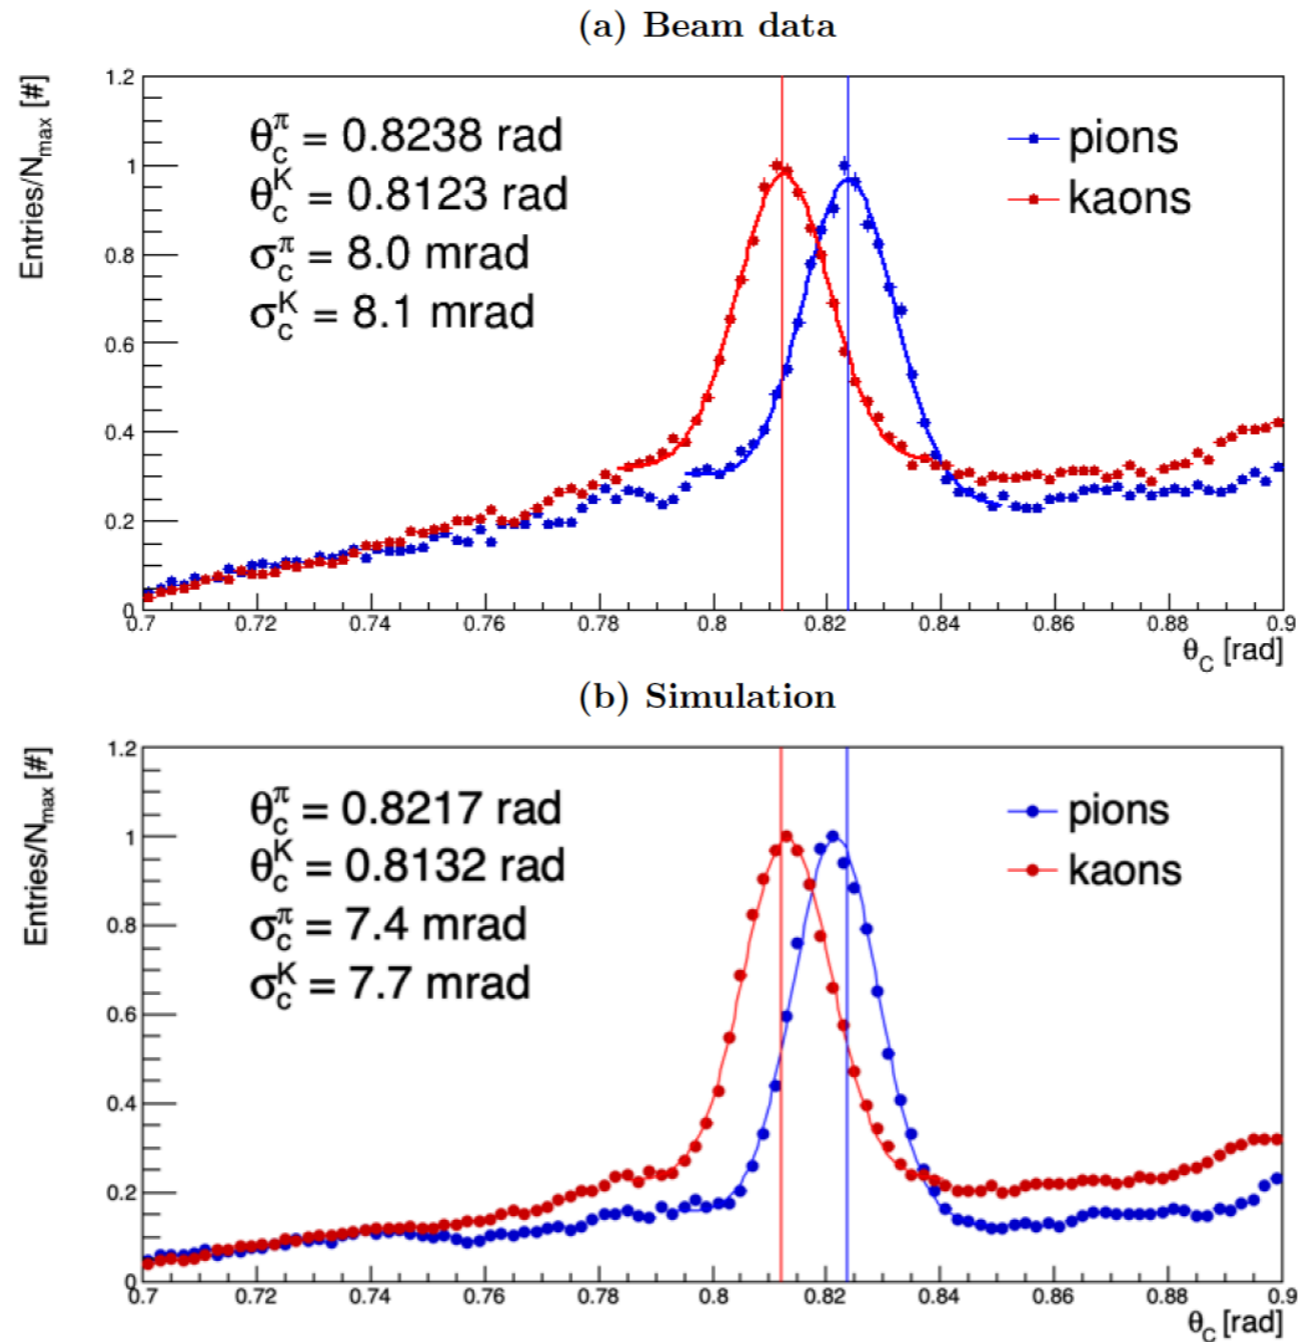 (a) Beam data
Entries/N_max [#]
1.2
1
0.8
0.6
0.4
0.2
0
θ_c^π = 0.8238 rad
θ_c^K = 0.8123 rad
σ_c^π = 8.0 mrad
σ_c^K = 8.1 mrad
pions
kaons
0.7 0.72 0.74 0.76 0.78 0.8 0.82 0.84 0.86 0.88 0.9
θ_C [rad]
(b) Simulation
Entries/N_max [#]
1.2
1
0.8
0.6
0.4
0.2
0
θ_c^π = 0.8217 rad
θ_c^K = 0.8132 rad
σ_c^π = 7.4 mrad
σ_c^K = 7.7 mrad
pions
kaons
0.7 0.72 0.74 0.76 0.78 0.8 0.82 0.84 0.86 0.88 0.9
θ_C [rad]